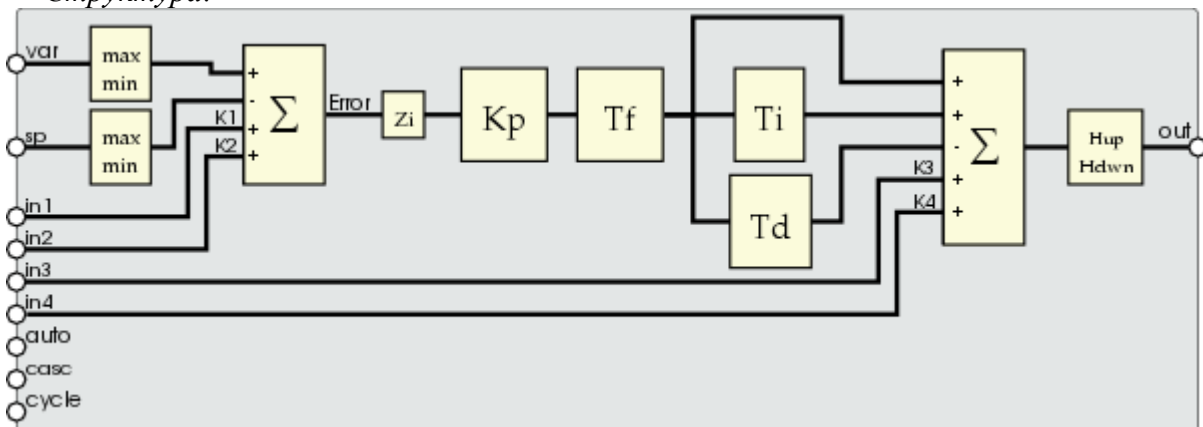 Структура:
var
max
min
+
-
K1
+
K2
+
Σ
Error
Zi
Kp
Tf
Ti
Td
+
+
-
K3
+
K4
+
Σ
Hup
Hdwn
out
sp
max
min
in1
in2
in3
in4
auto
casc
cycle